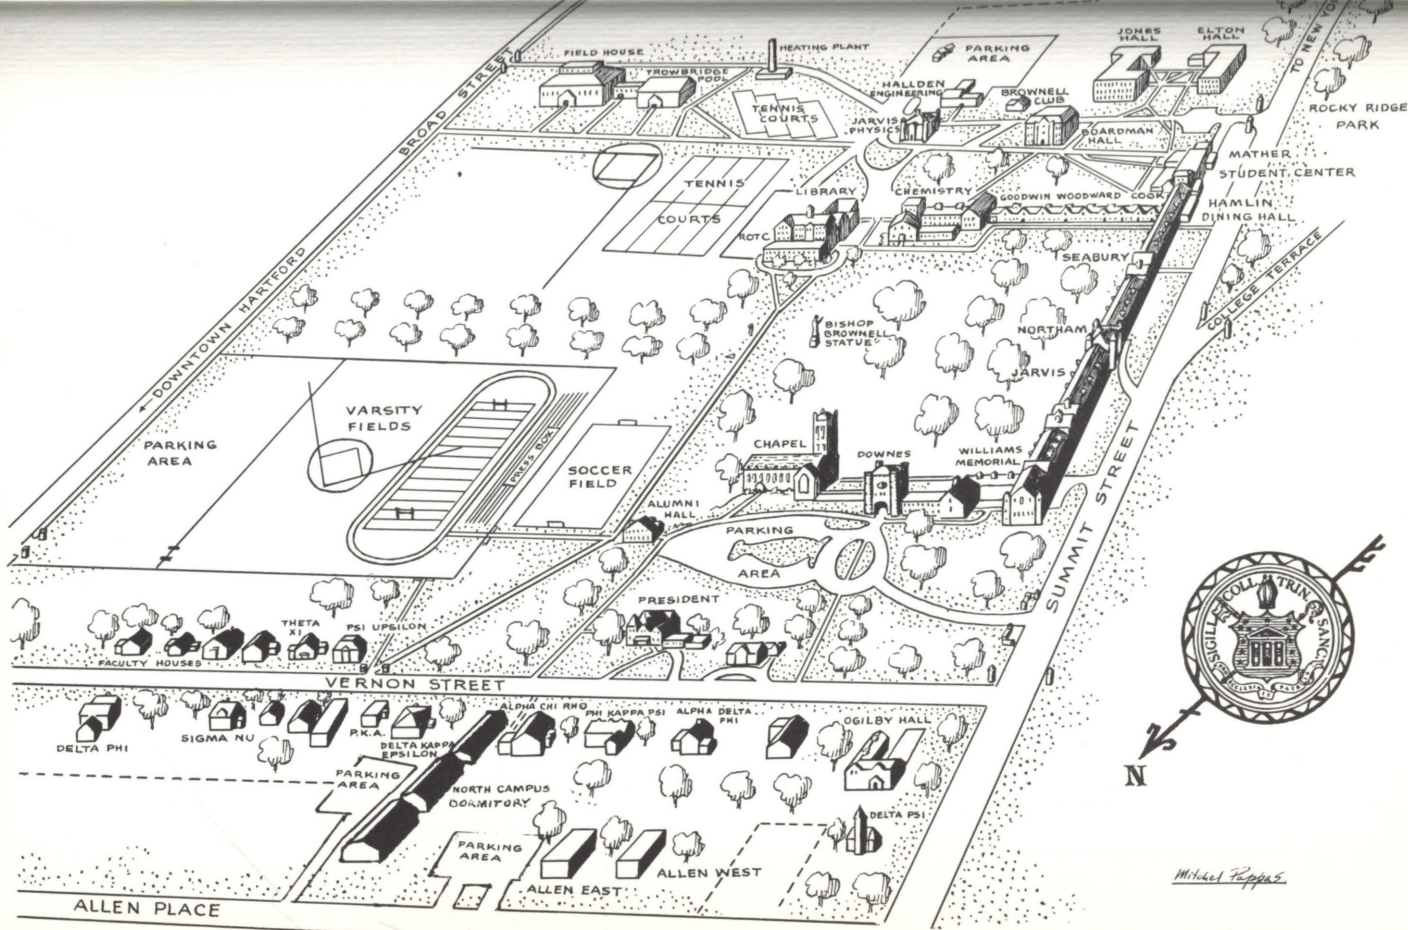 JONES
HALL
ELTON
HALL
TO NEW YO
FIELD HOUSE
HEATING PLANT
PARKING
AREA
TROWBRIDGE
POOL
HALLDEN
ENGINEERING
BROWNELL
CLUB
ROCKY RIDGE
PARK
TENNIS
COURTS
JARVIS
PHYSICS
BOARDMAN
HALL
BROAD STREET
MATHER
STUDENT CENTER
TENNIS
COURTS
LIBRARY
CHEMISTRY
GOODWIN WOODWARD COOK
HAMLIN
DINING HALL
ROTC
SEABURY
COLLEGE TERRACE
← DOWNTOWN HARTFORD
BISHOP
BROWNELL
STATUE
NORTHAM
JARVIS
VARSITY
FIELDS
PARKING
AREA
PRESS BOX
SOCCER
FIELD
CHAPEL
DOWNES
WILLIAMS
MEMORIAL
ALUMNI
HALL
PARKING
AREA
SUMMIT STREET
PRESIDENT
THETA
XI
PSI UPSILON
FACULTY HOUSES
VERNON STREET
SIGILL COLL TRIN SANC
N
DELTA PHI
SIGMA NU
P.K.A.
DELTA KAPPA
EPSILON
ALPHA CHI RHO
PHI KAPPA PSI
ALPHA DELTA
PHI
OGILBY HALL
PARKING
AREA
NORTH CAMPUS
DORMITORY
DELTA PSI
PARKING
AREA
ALLEN EAST
ALLEN WEST
ALLEN PLACE
Mitchel Pappas